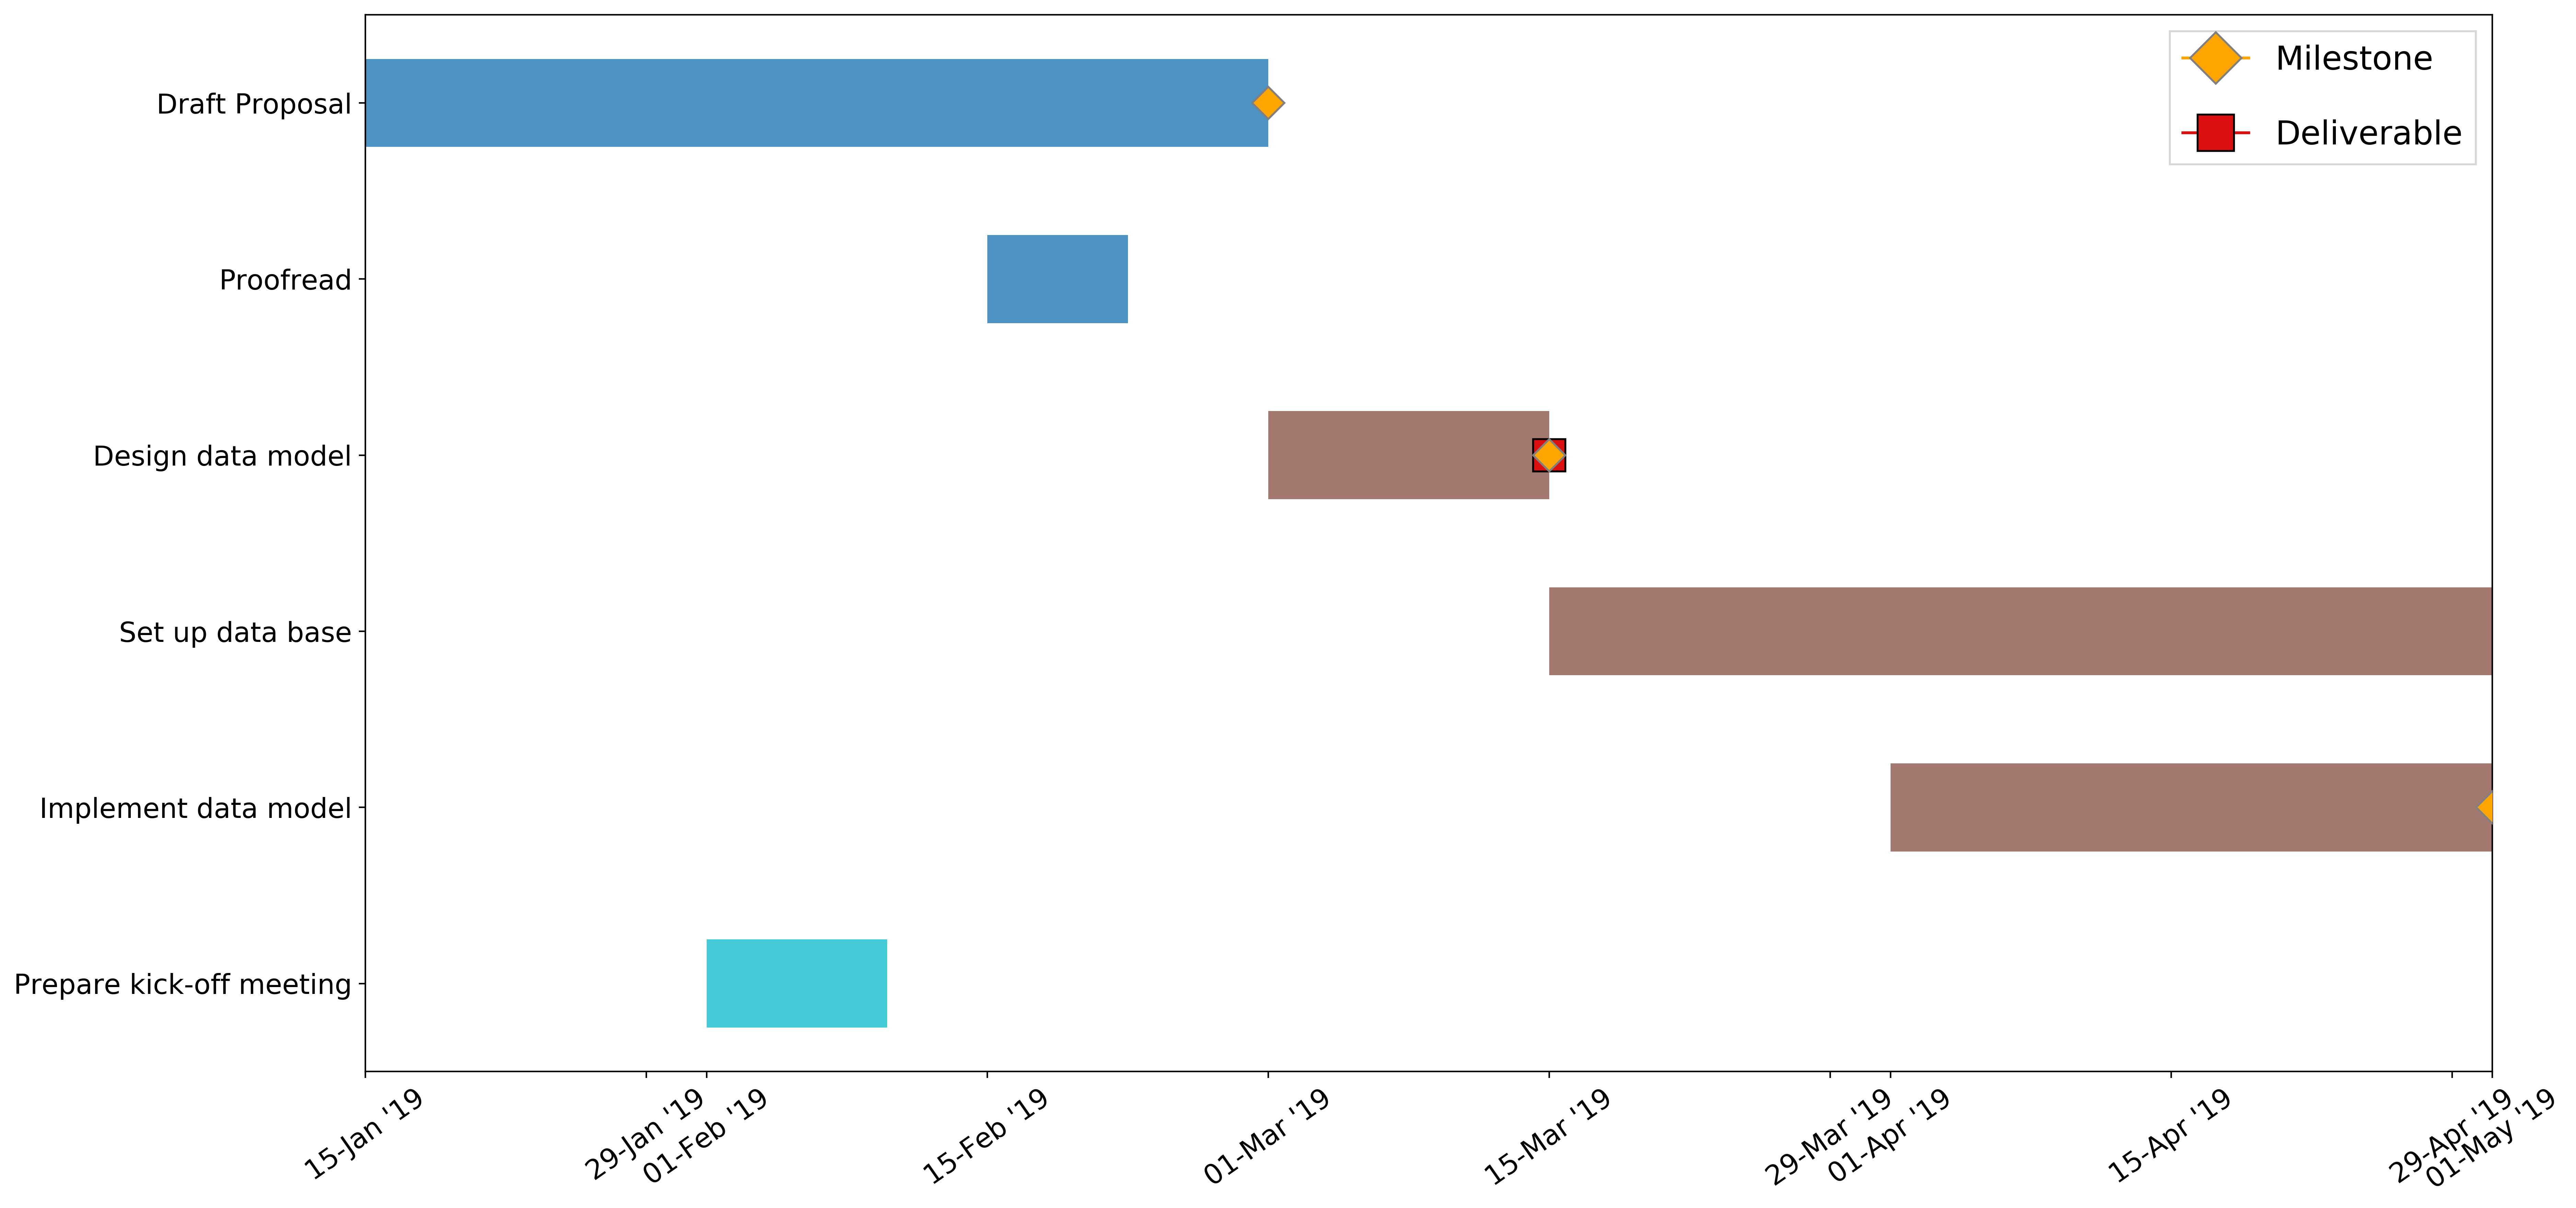 Milestone
Deliverable
Draft Proposal
Proofread
Design data model
Set up data base
Implement data model
Prepare kick-off meeting
15-Jan '19
29-Jan '19
01-Feb '19
15-Feb '19
01-Mar '19
15-Mar '19
29-Mar '19
01-Apr '19
15-Apr '19
29-Apr '19
01-May '19